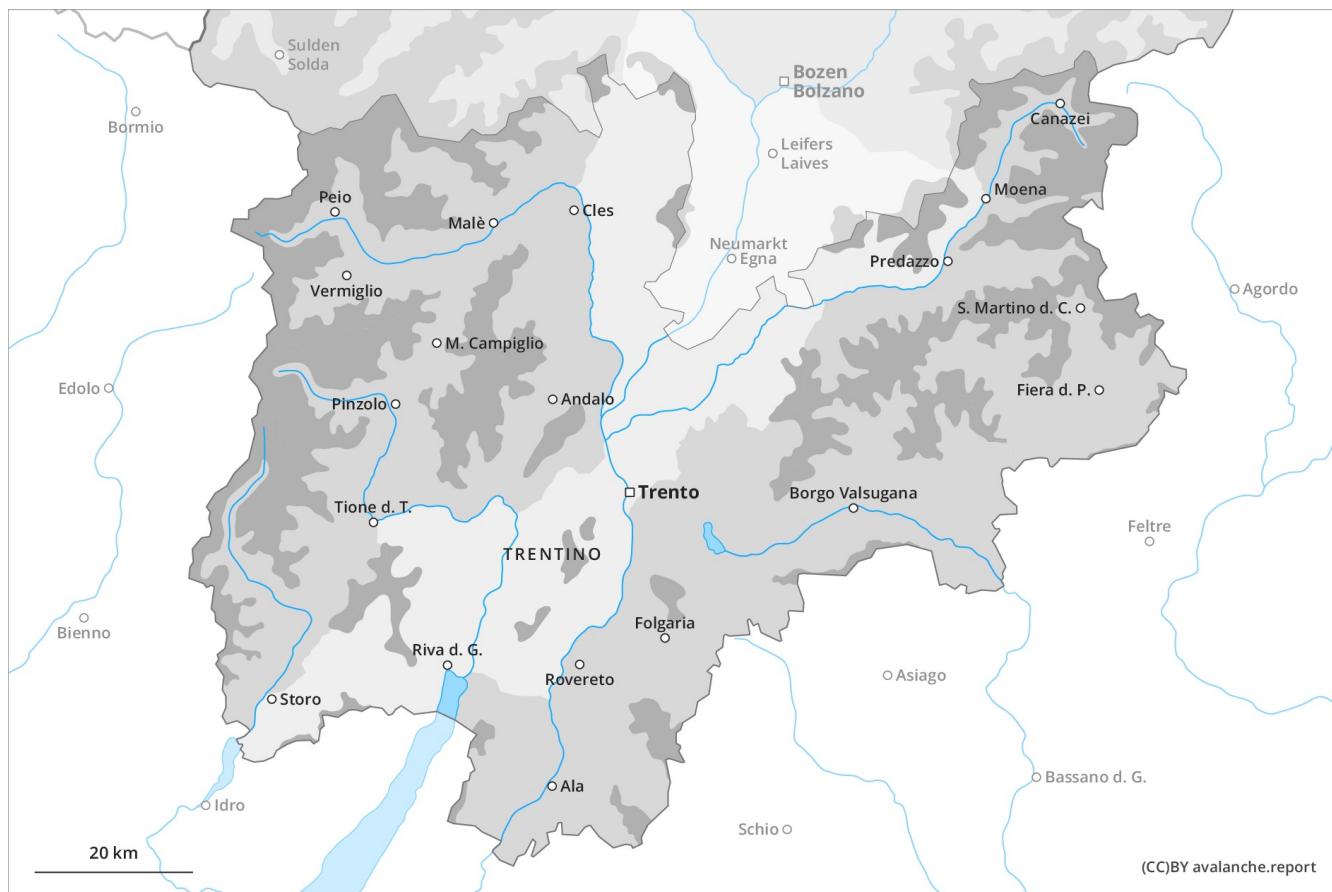 Sulden
Solda
Bozen
Bolzano
Bormio
Canazei
Leifers
Laives
Moena
Peio
Malè
Cles
Neumarkt
Egna
Predazzo
Vermiglio
Agordo
S. Martino d. C.
M. Campiglio
Edolo
Pinzolo
Andalo
Fiera d. P.
Trento
Borgo Valsugana
Tione d. T.
Feltre
TRENTINO
Bienno
Folgaria
Riva d. G.
Rovereto
Asiago
Storo
Ala
Bassano d. G.
Idro
Schio
20 km
(CC)BY avalanche.report